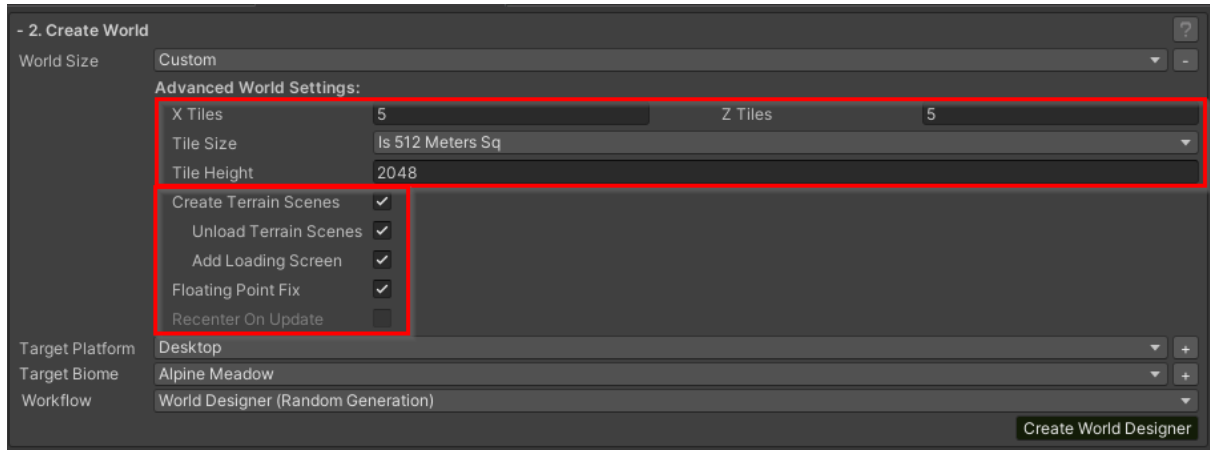 - 2. Create World ?
World Size Custom -
Advanced World Settings:
X Tiles 5 Z Tiles 5
Tile Size Is 512 Meters Sq
Tile Height 2048
Create Terrain Scenes
Unload Terrain Scenes
Add Loading Screen
Floating Point Fix
Recenter On Update
Target Platform Desktop +
Target Biome Alpine Meadow +
Workflow World Designer (Random Generation)
Create World Designer